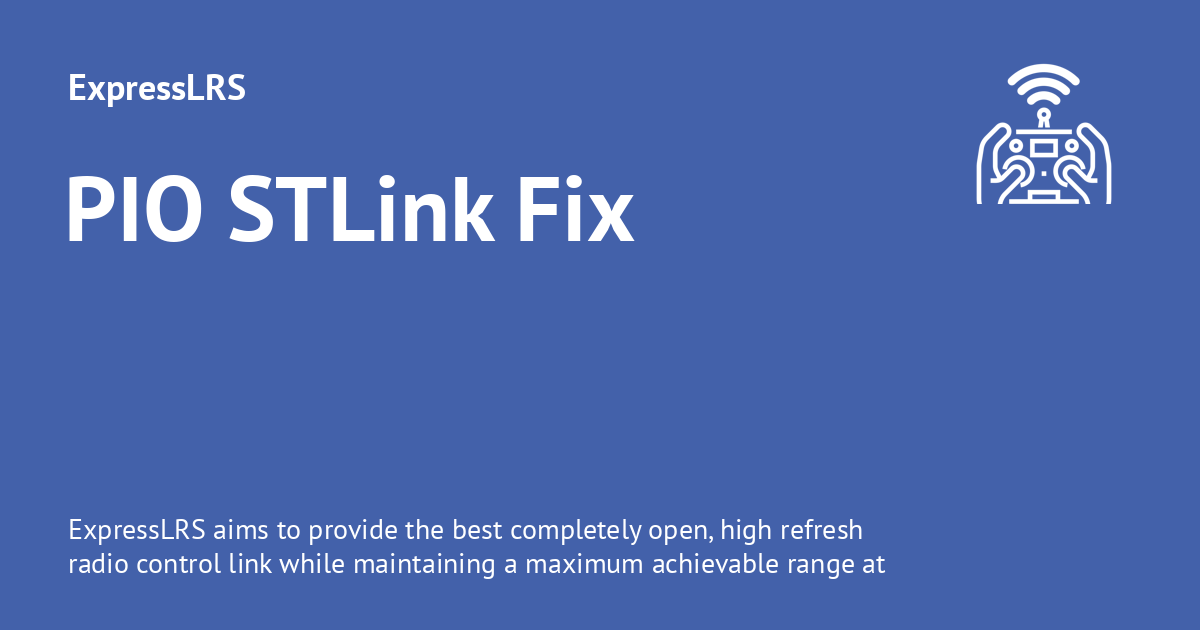 ExpressLRS
PIO STLink Fix
ExpressLRS aims to provide the best completely open, high refresh
radio control link while maintaining a maximum achievable range at